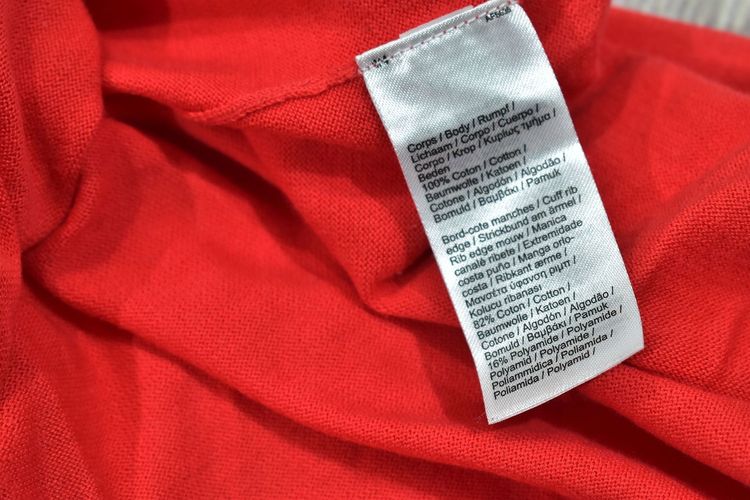 Corps / Body / Rumpf /
Lichaam / Corpo / Cuerpo /
Corpo / Krop / Κυρίως τμήμα /
Beden
100% Coton / Cotton /
Baumwolle / Katoen /
Cotone / Algodón / Algodão /
Bomuld / Βαμβάκι / Pamuk
Bord-cote manches / Cuff rib
edge / Strickbund am ärmel /
Rib edge mouw / Manica
canalé ribete / Extremidade
costa puño / Manga orlo-
costa / Ribkant ærme /
Μανσέτα ύφανση ριμπ /
Kolucu ribanası
82% Coton / Cotton /
Baumwolle / Katoen /
Cotone / Algodón / Algodão /
Bomuld / Βαμβάκι / Pamuk
16% Polyamide / Polyamide /
Polyamid / Polyamide /
Poliammidica / Poliamida /
Poliamida / Polyamid /